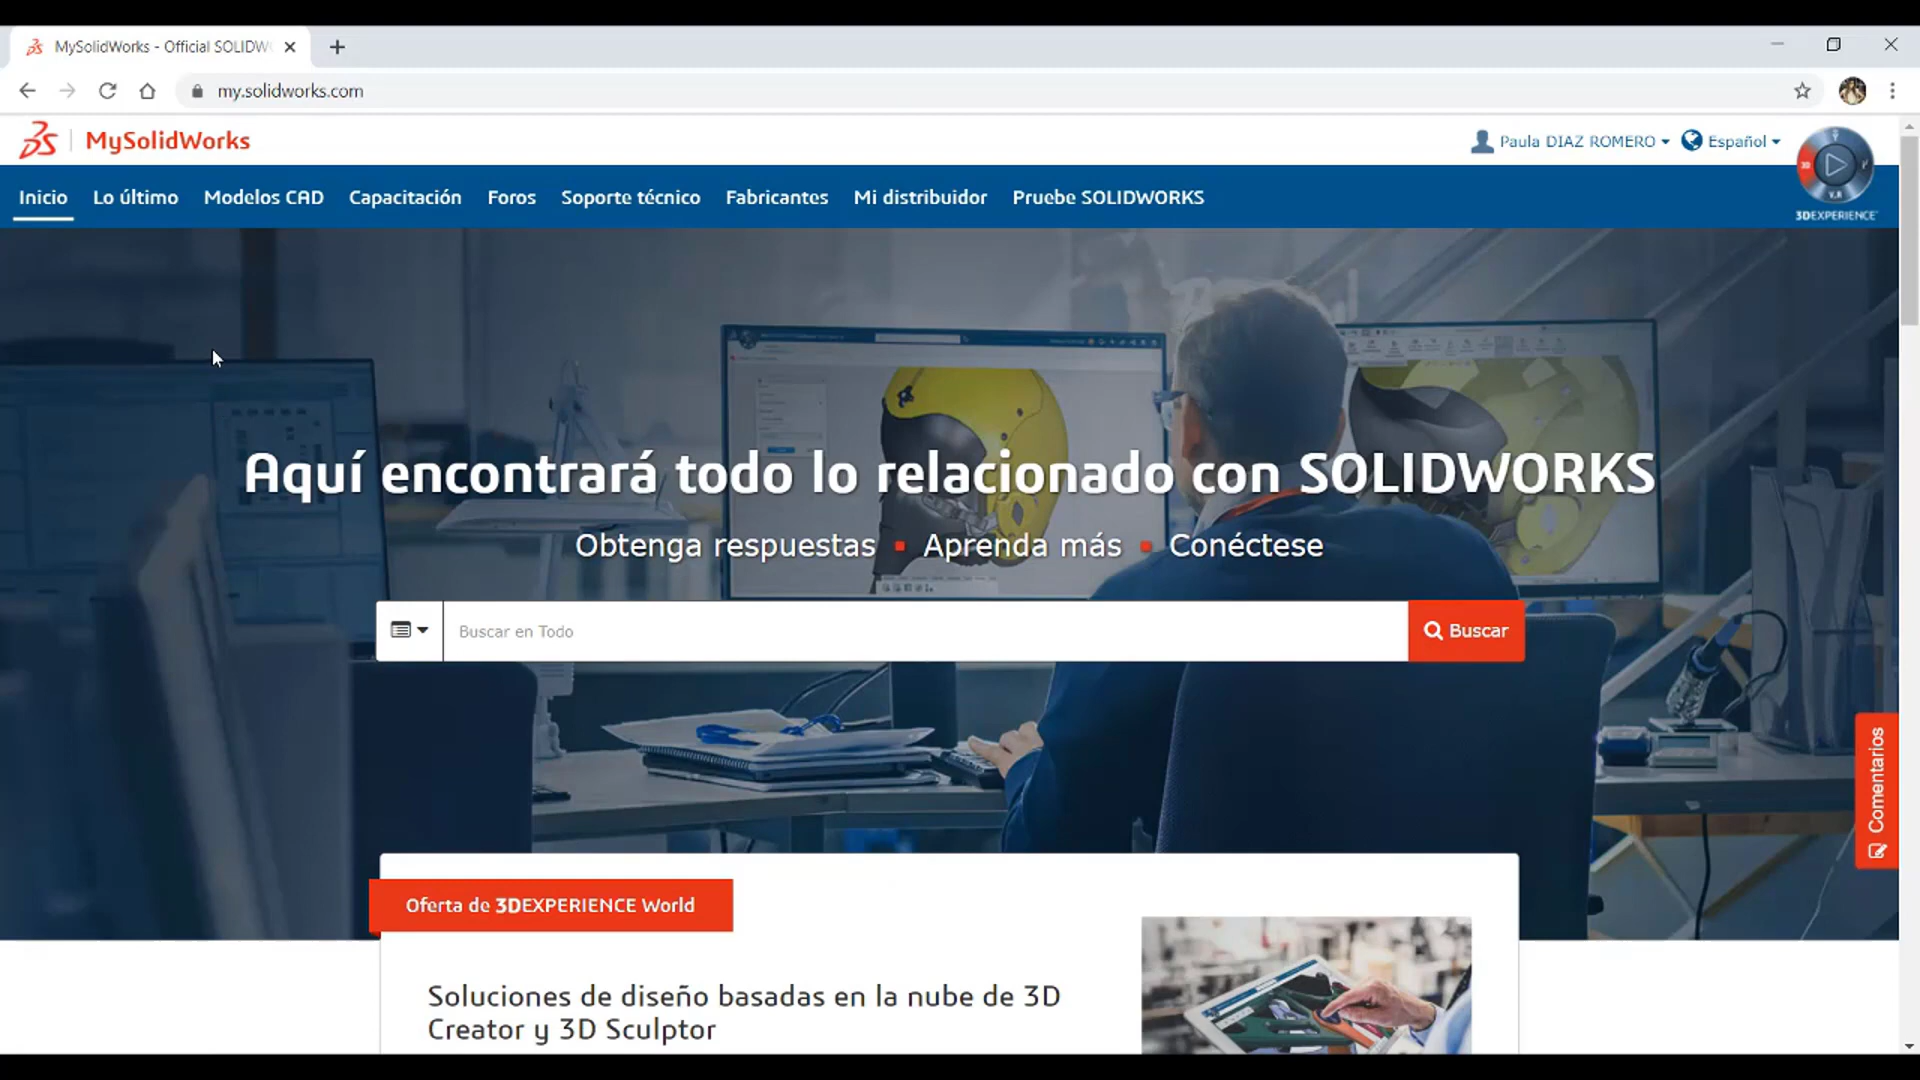 MySolidWorks - Official SOLIDW
my.solidworks.com
MySolidWorks
Paula DIAZ ROMERO
Español
Inicio
Lo último
Modelos CAD
Capacitación
Foros
Soporte técnico
Fabricantes
Mi distribuidor
Pruebe SOLIDWORKS
3D
V.R
3DEXPERIENCE
Aquí encontrará todo lo relacionado con SOLIDWORKS
Obtenga respuestas ▪ Aprenda más ▪ Conéctese
Buscar en Todo
Buscar
Comentarios
Oferta de 3DEXPERIENCE World
Soluciones de diseño basadas en la nube de 3D
Creator y 3D Sculptor